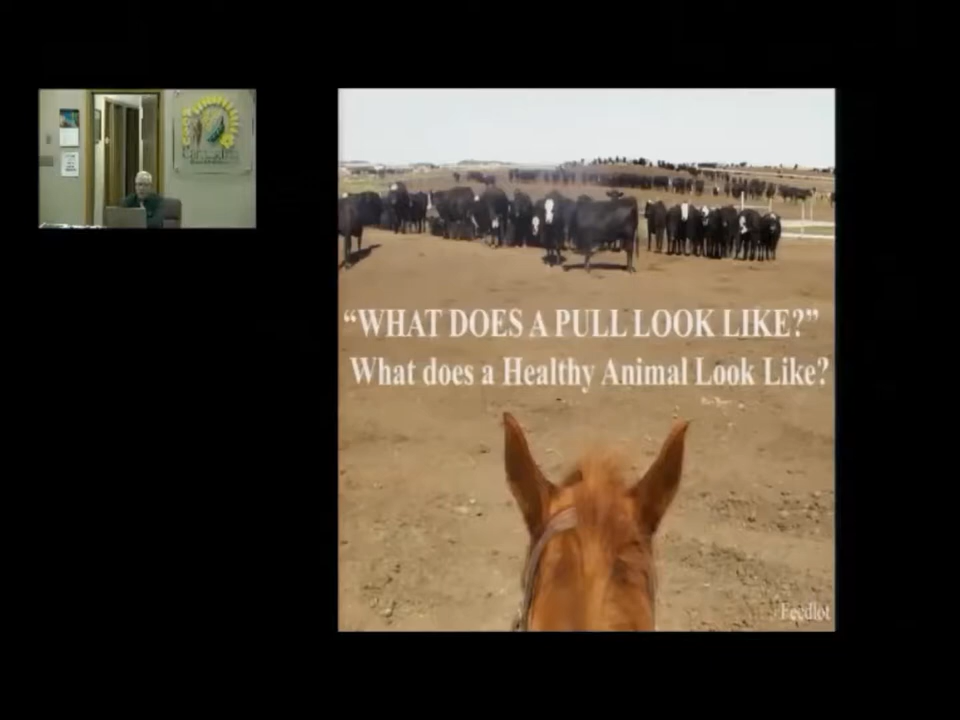 “WHAT DOES A PULL LOOK LIKE?”
What does a Healthy Animal Look Like?
Feedlot